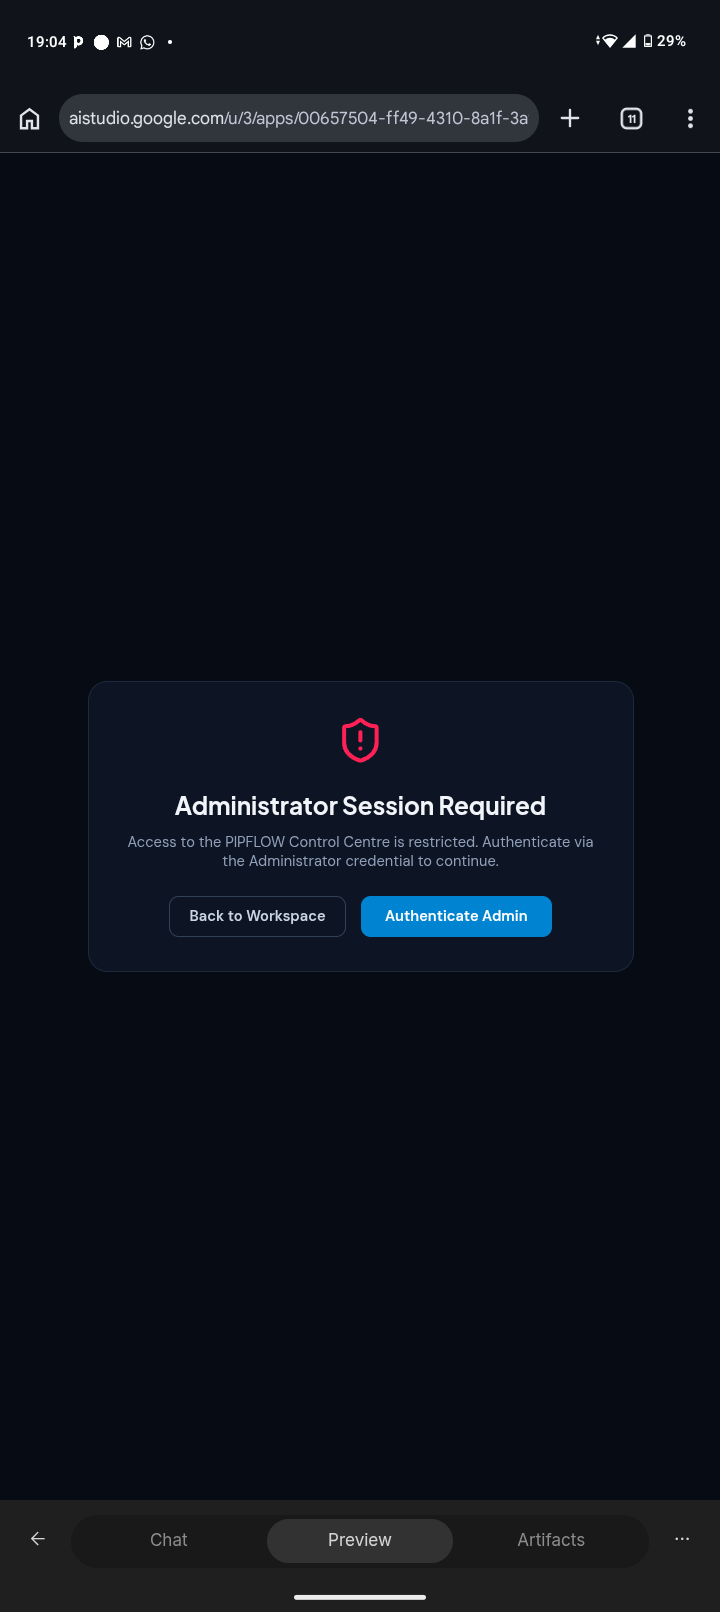 19:04
29%
aistudio.google.com/u/3/apps/00657504-ff49-4310-8a1f-3a
11
Administrator Session Required
Access to the PIPFLOW Control Centre is restricted. Authenticate via
the Administrator credential to continue.
Back to Workspace
Authenticate Admin
Chat
Preview
Artifacts